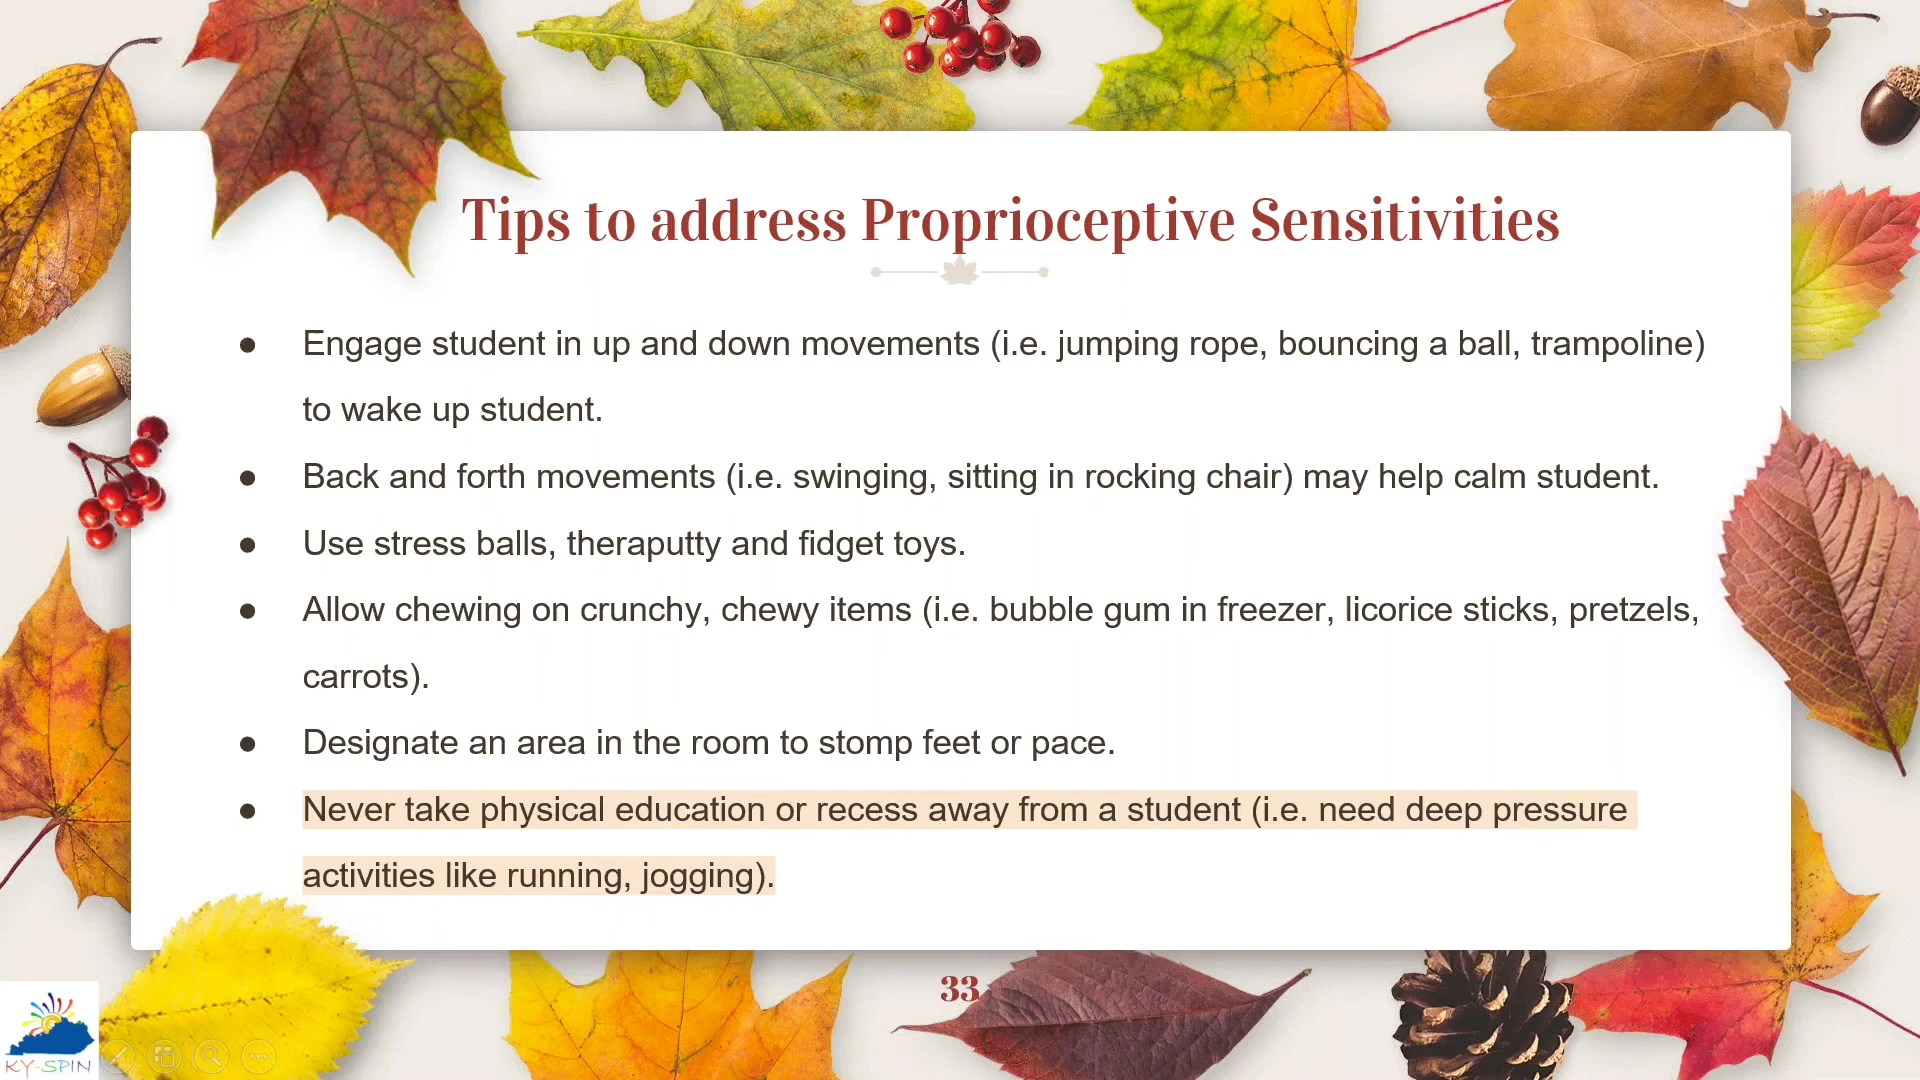 Tips to address Proprioceptive Sensitivities
● Engage student in up and down movements (i.e. jumping rope, bouncing a ball, trampoline)
to wake up student.
● Back and forth movements (i.e. swinging, sitting in rocking chair) may help calm student.
● Use stress balls, theraputty and fidget toys.
● Allow chewing on crunchy, chewy items (i.e. bubble gum in freezer, licorice sticks, pretzels,
carrots).
● Designate an area in the room to stomp feet or pace.
● Never take physical education or recess away from a student (i.e. need deep pressure
activities like running, jogging).
33
KY-SPIN